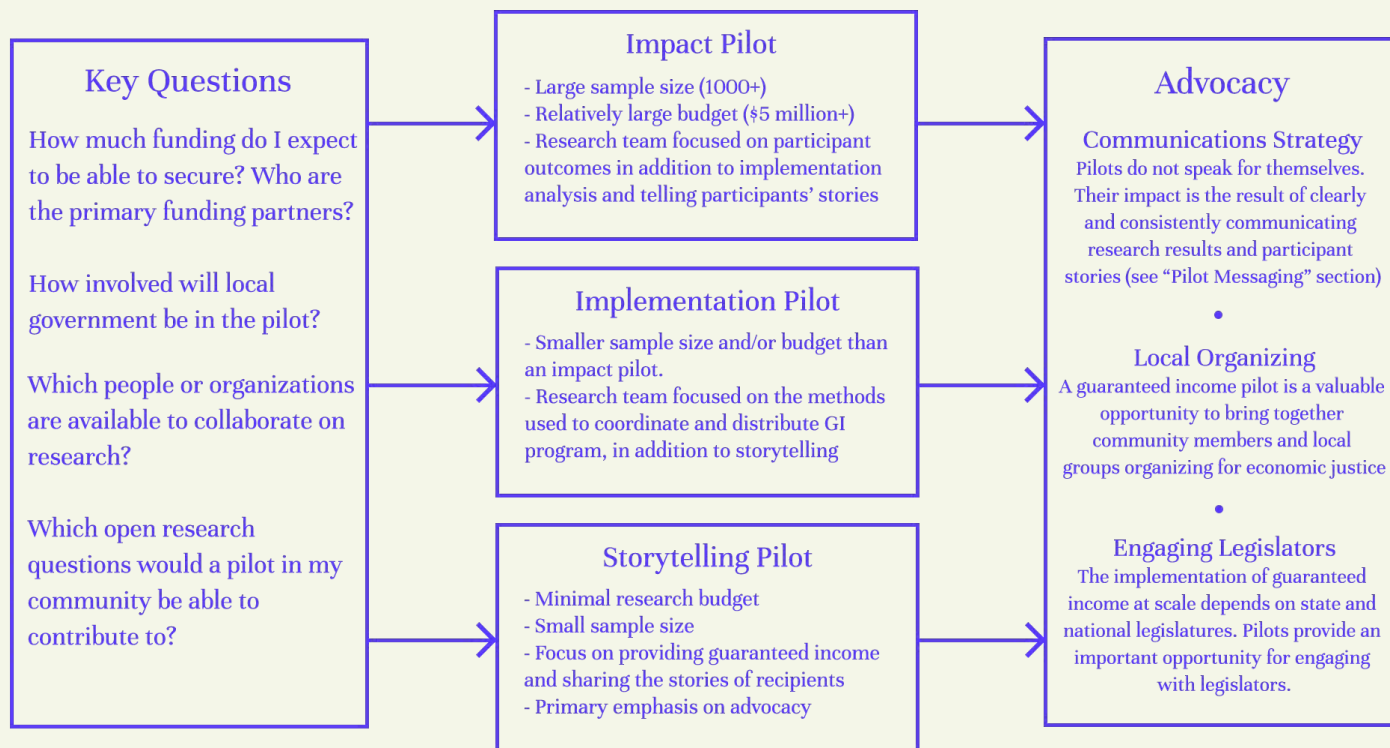 Key Questions
How much funding do I expect
to be able to secure? Who are
the primary funding partners?
How involved will local
government be in the pilot?
Which people or organizations
are available to collaborate on
research?
Which open research
questions would a pilot in my
community be able to
contribute to?
Impact Pilot
- Large sample size (1000+)
- Relatively large budget ($5 million+)
- Research team focused on participant
outcomes in addition to implementation
analysis and telling participants’ stories
Implementation Pilot
- Smaller sample size and/or budget than
an impact pilot.
- Research team focused on the methods
used to coordinate and distribute GI
program, in addition to storytelling
Storytelling Pilot
- Minimal research budget
- Small sample size
- Focus on providing guaranteed income
and sharing the stories of recipients
- Primary emphasis on advocacy
Advocacy
Communications Strategy
Pilots do not speak for themselves.
Their impact is the result of clearly
and consistently communicating
research results and participant
stories (see “Pilot Messaging” section)
•
Local Organizing
A guaranteed income pilot is a valuable
opportunity to bring together
community members and local
groups organizing for economic justice
•
Engaging Legislators
The implementation of guaranteed
income at scale depends on state and
national legislatures. Pilots provide an
important opportunity for engaging
with legislators.